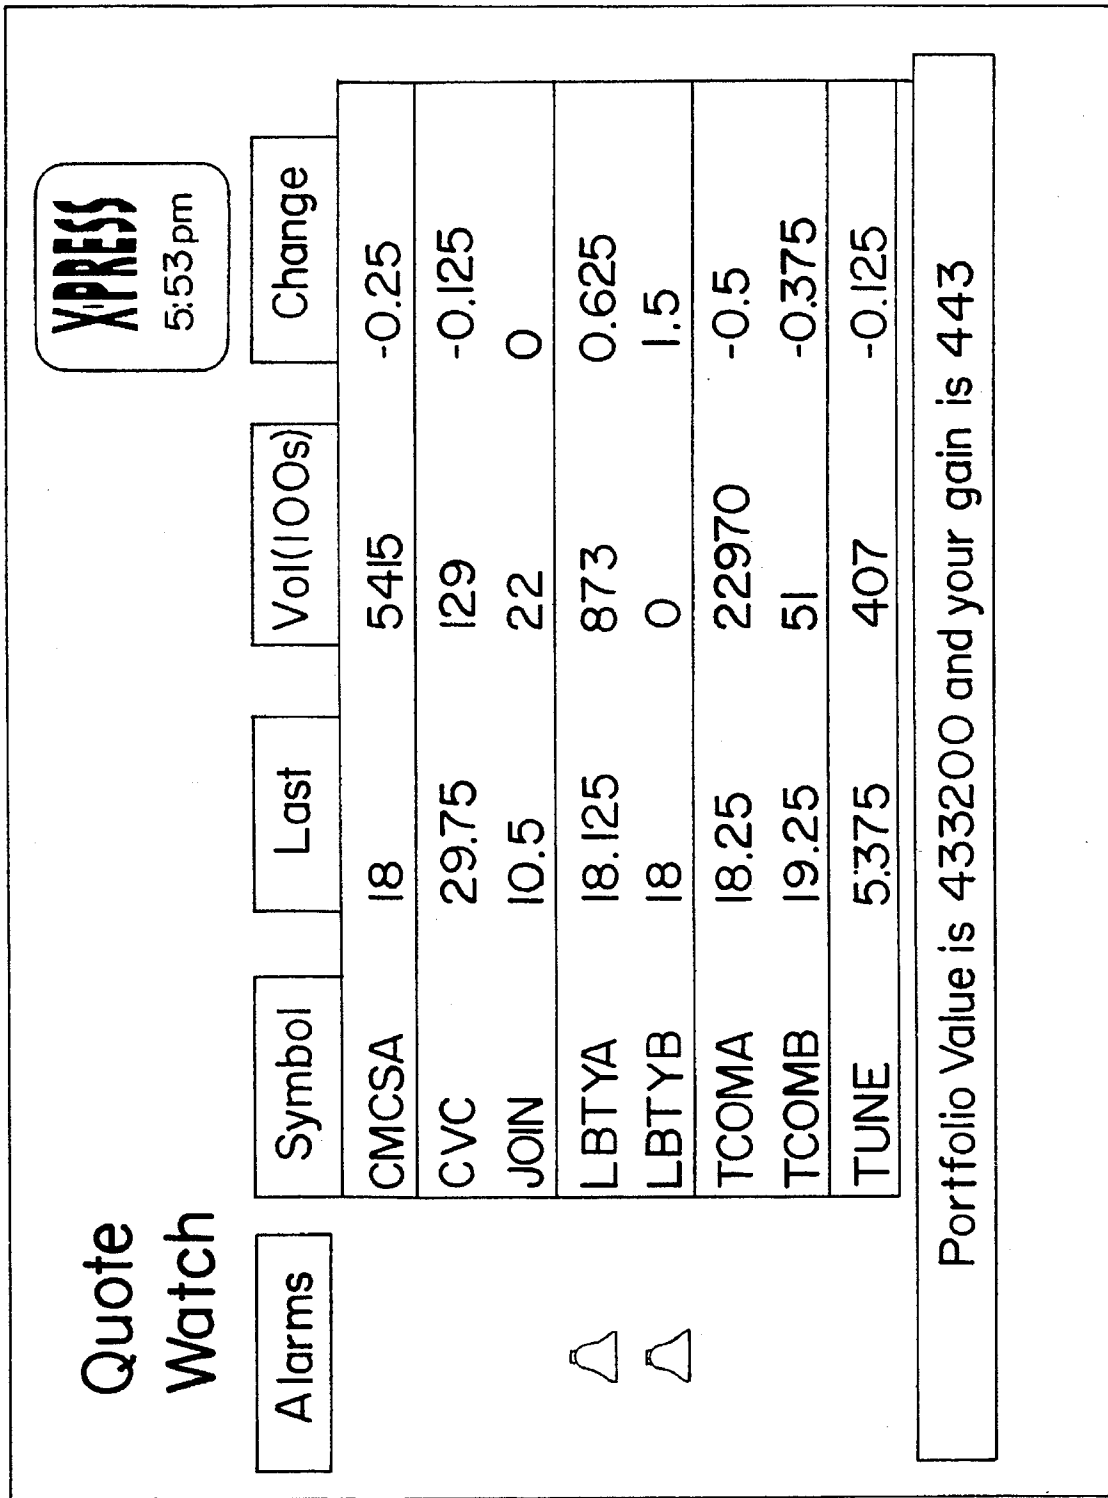 Quote
Watch
X·PRESS
5:53pm
Alarms Symbol Last Vol(100s) Change
CMCSA 18 5415 -0.25
CVC 29.75 129 -0.125
JOIN 10.5 22 0
LBTYA 18.125 873 0.625
LBTYB 18 0 1.5
TCOMA 18.25 22970 -0.5
TCOMB 19.25 51 -0.375
TUNE 5.375 407 -0.125
Portfolio Value is 433200 and your gain is 443